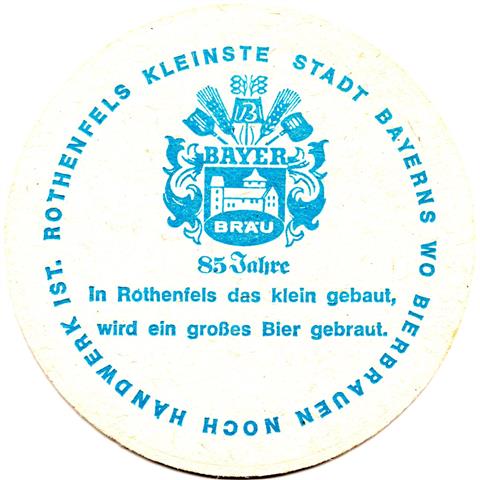 ROTHENFELS KLEINSTE STADT BAYERNS WO BIERBRAUEN NOCH HANDWERK IST.
B
BAYER
BRÄU
85 Jahre
In Rothenfels das klein gebaut,
wird ein großes Bier gebraut.